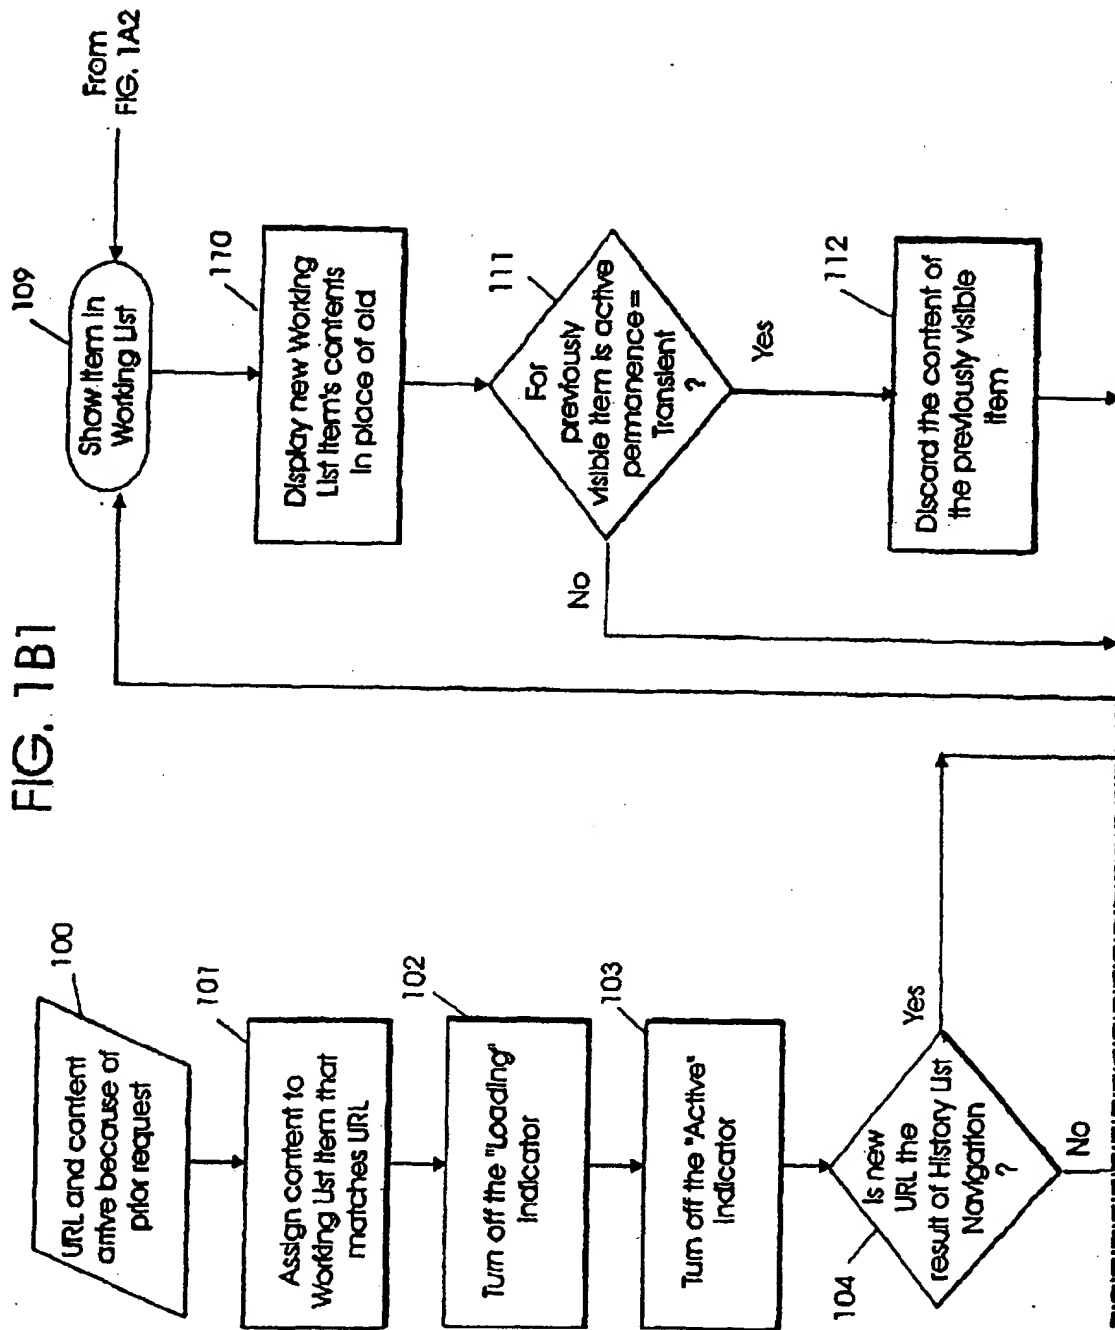 FIG. 1B1
100
URL and content
arrive because of
prior request
101
Assign content to
Working List item that
matches URL
102
Turn off the "Loading"
Indicator
103
Turn off the "Active"
Indicator
104
Is new
URL the
result of History List
Navigation
?
Yes
No
From
FIG. 1A2
109
Show Item in
Working List
110
Display new Working
List Item's contents
in place of old
111
For
previously
visible item is active
permanence=
Transient
?
Yes
No
112
Discard the content of
the previously visible
item